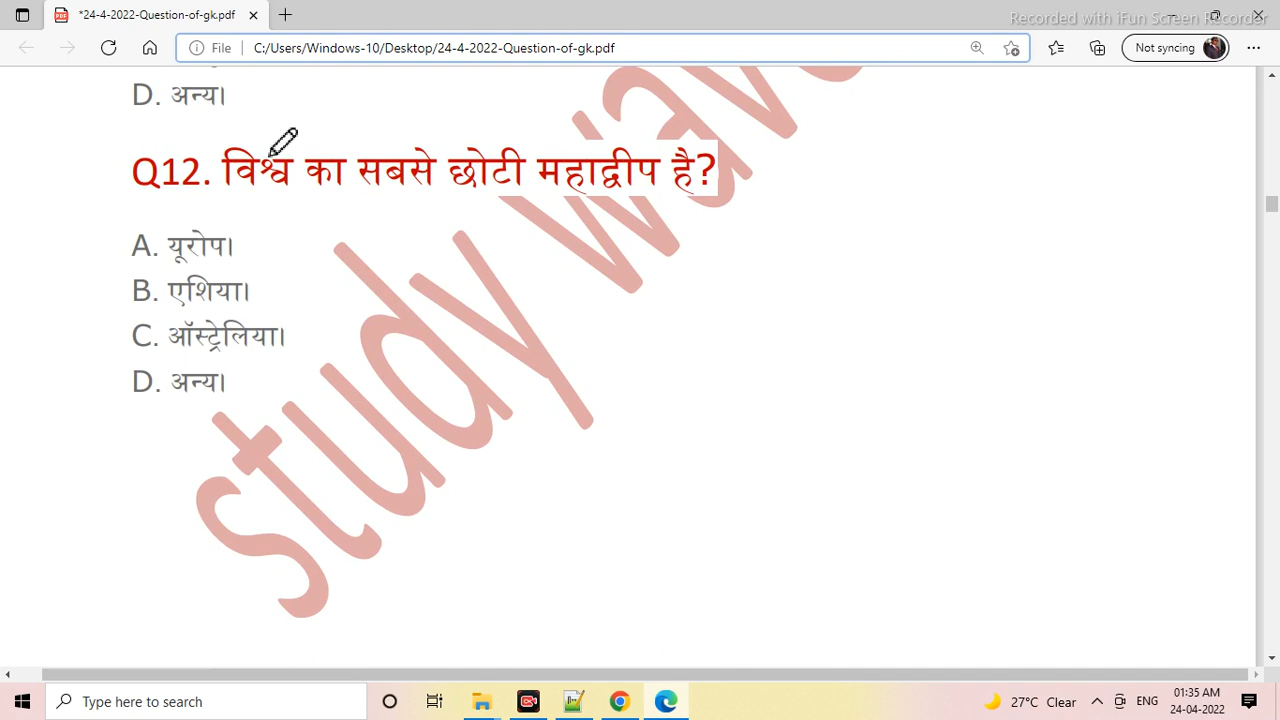 *24-4-2022-Question-of-gk.pdf
Recorded with iFun Screen Recorder
File C:/Users/Windows-10/Desktop/24-4-2022-Question-of-gk.pdf
Not syncing
D. अन्य।
Q12. विश्व का सबसे छोटी महाद्वीप है?
A. यूरोप।
B. एशिया।
C. ऑस्ट्रेलिया।
D. अन्य।
study wave
Type here to search
27°C Clear
ENG
01:35 AM
24-04-2022